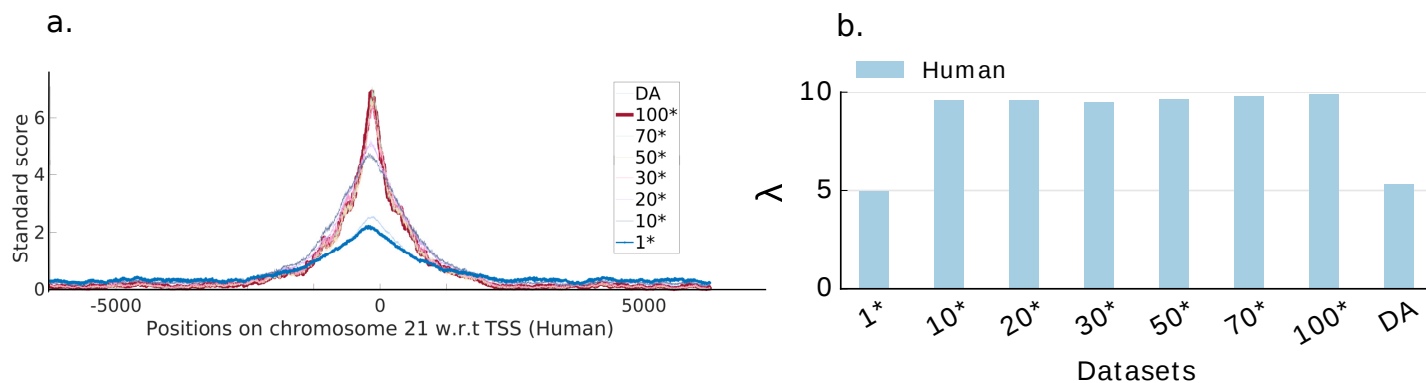 a.
Standard score
6
4
2
0
-5000
0
5000
Positions on chromosome 21 w.r.t TSS (Human)
DA
100*
70*
50*
30*
20*
10*
1*
b.
Human
λ
10
5
0
1*
10*
20*
30*
50*
70*
100*
DA
Datasets